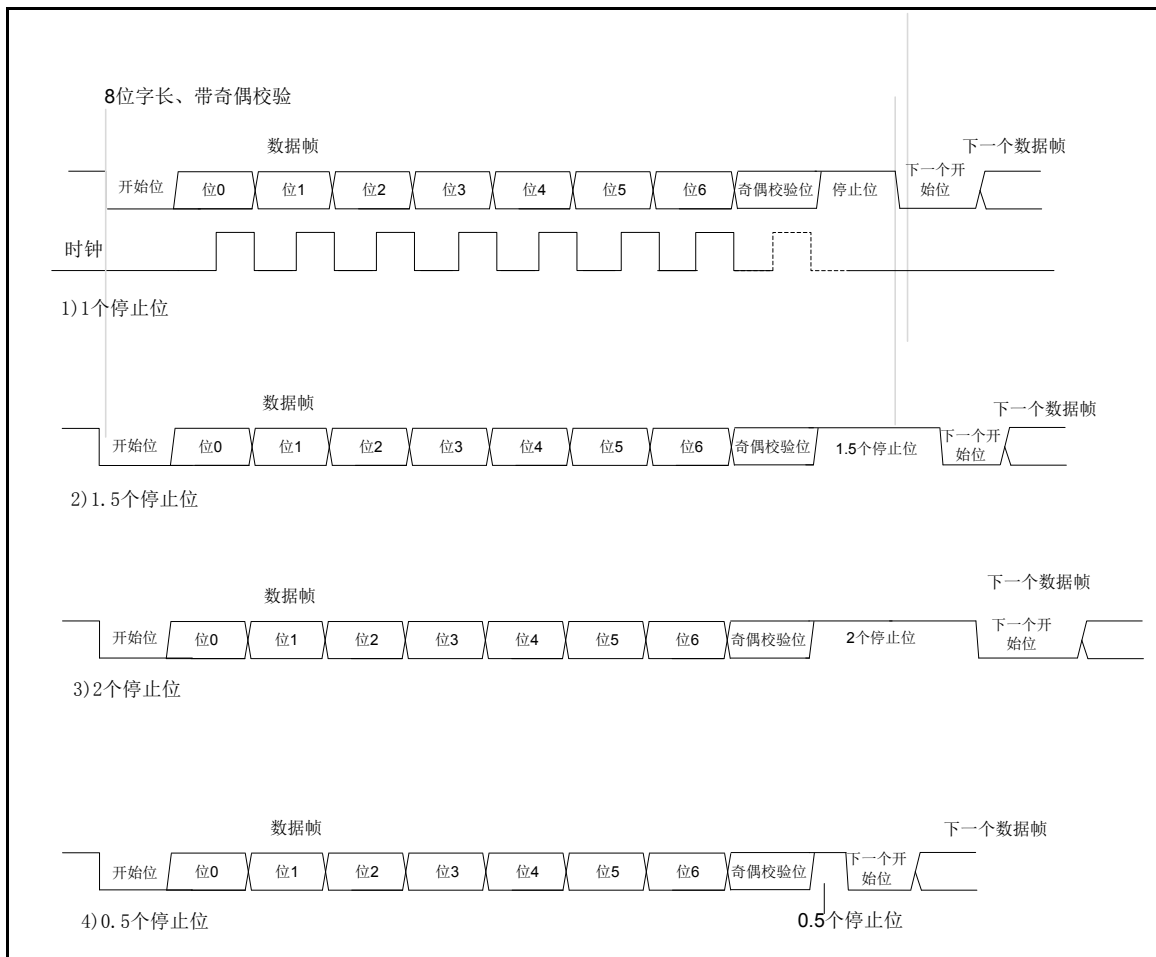 8位字长、带奇偶校验
数据帧
下一个数据帧
开始位 位0 位1 位2 位3 位4 位5 位6 奇偶校验位 停止位 下一个开
始位
时钟
1)1个停止位
数据帧
下一个数据帧
开始位 位0 位1 位2 位3 位4 位5 位6 奇偶校验位 1.5个停止位 下一个开
始位
2)1.5个停止位
下一个数据帧
数据帧
开始位 位0 位1 位2 位3 位4 位5 位6 奇偶校验位 2个停止位 下一个开
始位
3)2个停止位
数据帧
下一个数据帧
开始位 位0 位1 位2 位3 位4 位5 位6 奇偶校验位 下一个开
始位
4)0.5个停止位
0.5个停止位